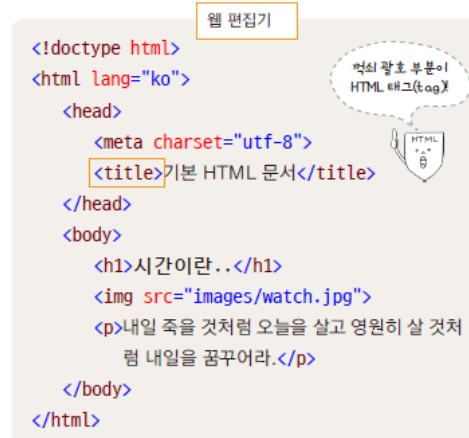 웹 편집기
<!doctype html>
<html lang="ko">
<head>
<meta charset="utf-8">
<title>기본 HTML 문서</title>
</head>
<body>
<h1>시간이란..</h1>
<img src="images/watch.jpg">
<p>내일 죽을 것처럼 오늘을 살고 영원히 살 것처
럼 내일을 꿈꾸어라.</p>
</body>
</html>
꺽쇠 괄호 부분이
HTML 태그(tag)!
HTML